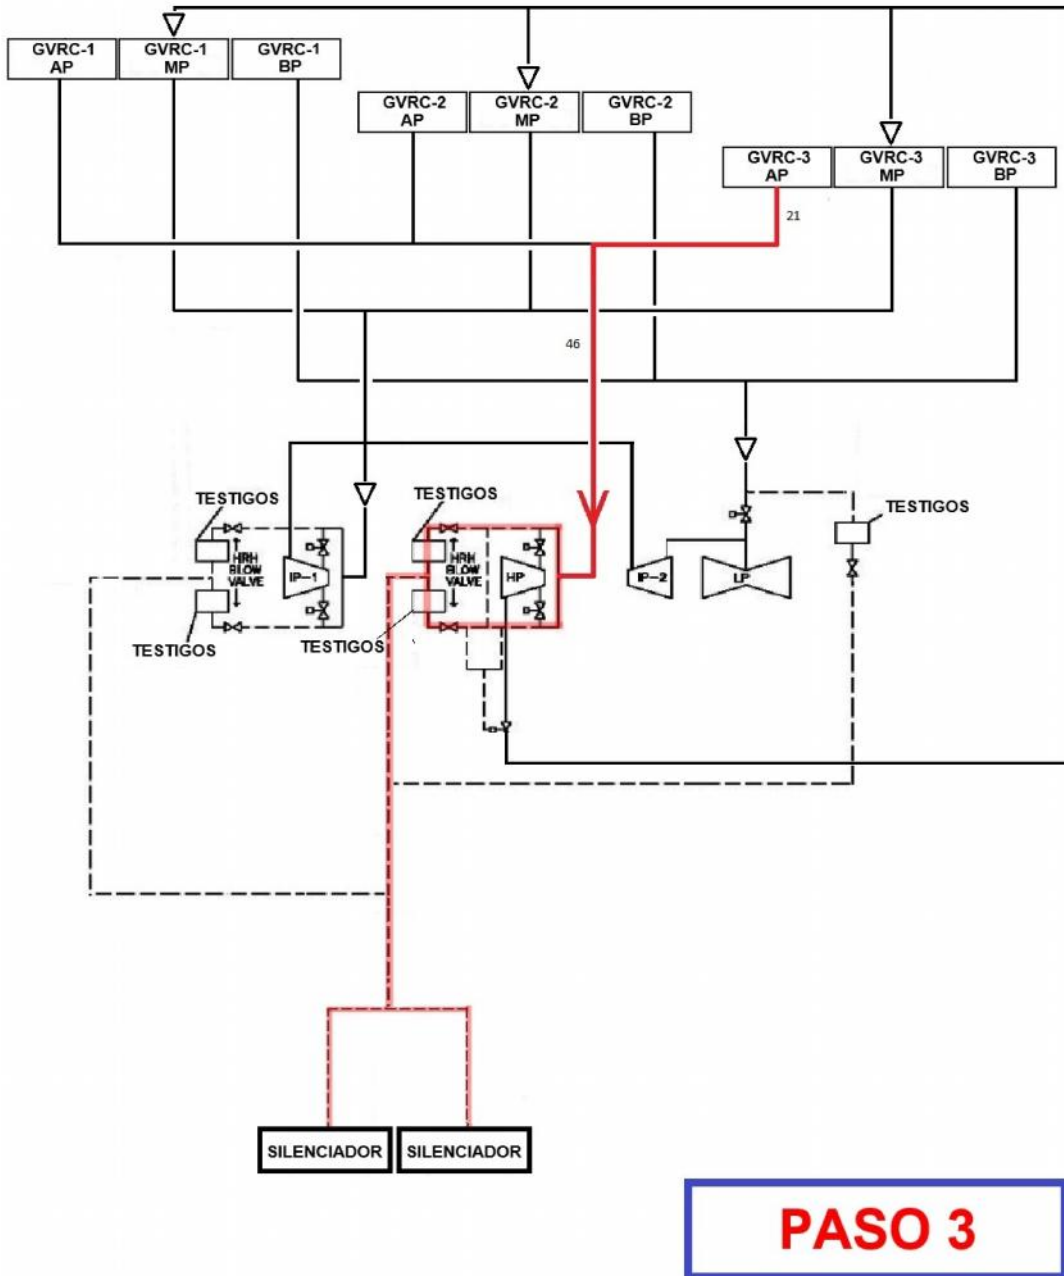 GVRC-1
AP
GVRC-1
MP
GVRC-1
BP
GVRC-2
AP
GVRC-2
MP
GVRC-2
BP
GVRC-3
AP
GVRC-3
MP
GVRC-3
BP
21
46
TESTIGOS
TESTIGOS
TESTIGOS
HRH
BLOW
VALVE
IP-1
HRH
BLOW
VALVE
HP
IP-2
LP
TESTIGOS
TESTIGOS
SILENCIADOR
SILENCIADOR
PASO 3